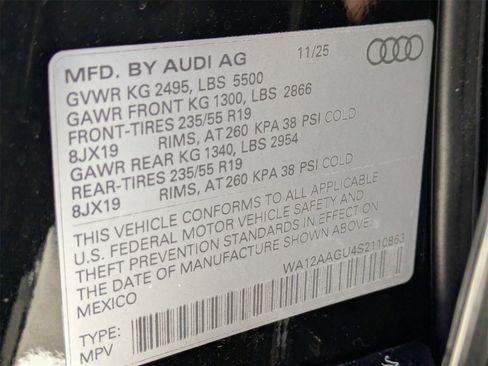 MFD. BY AUDI AG 11/25
GVWR KG 2495, LBS 5500
GAWR FRONT KG 1300, LBS 2866
FRONT-TIRES 235/55 R19
8JX19 RIMS, AT 260 KPA 38 PSI COLD
GAWR REAR KG 1340, LBS 2954
REAR-TIRES 235/55 R19
8JX19 RIMS, AT 260 KPA 38 PSI COLD
THIS VEHICLE CONFORMS TO ALL APPLICABLE
U.S. FEDERAL MOTOR VEHICLE SAFETY AND
THEFT PREVENTION STANDARDS IN EFFECT ON
THE DATE OF MANUFACTURE SHOWN ABOVE.
MEXICO WA12AAGU4S2110863
TYPE:
MPV